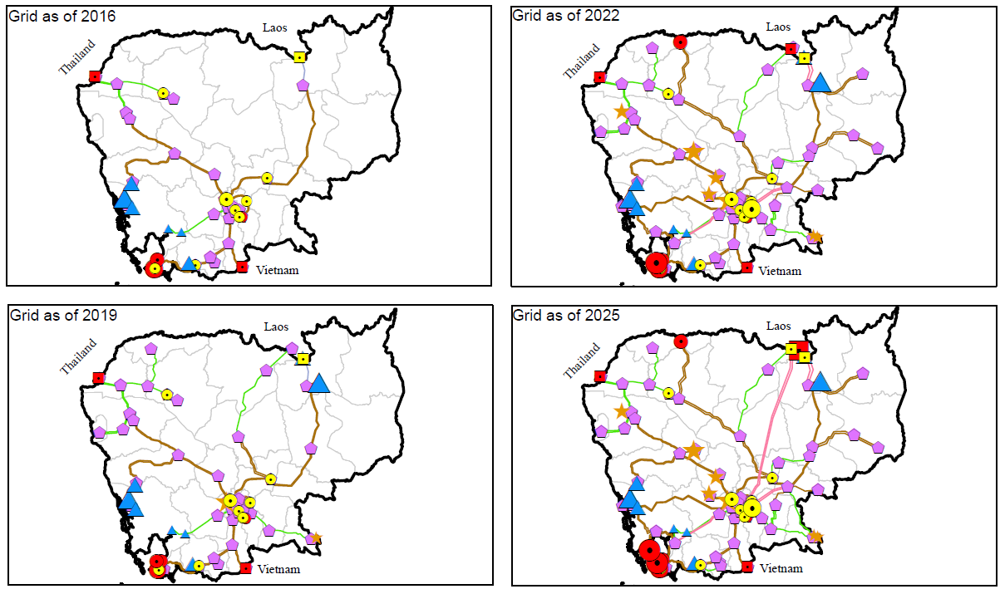 Grid as of 2016
Laos
Thailand
Vietnam
Grid as of 2022
Laos
Thailand
Vietnam
Grid as of 2019
Laos
Thailand
Vietnam
Grid as of 2025
Laos
Thailand
Vietnam